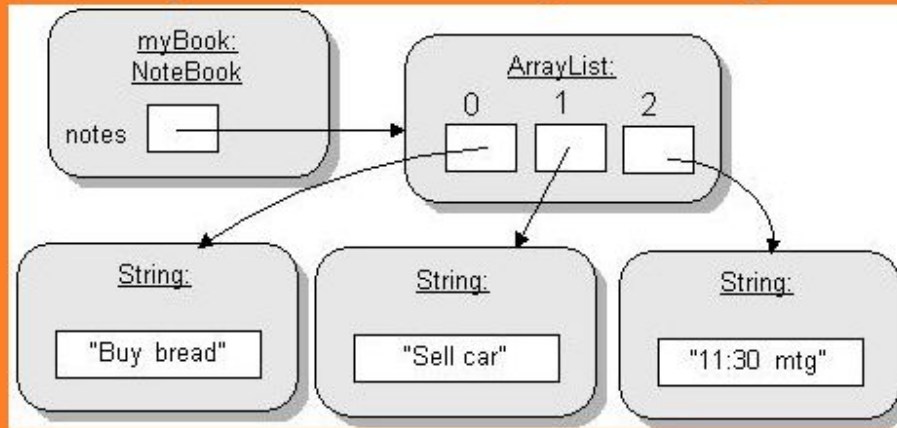 myBook:
NoteBook
notes
ArrayList:
0 1 2
String:
"Buy bread"
String:
"Sell car"
String:
"11:30 mtg"